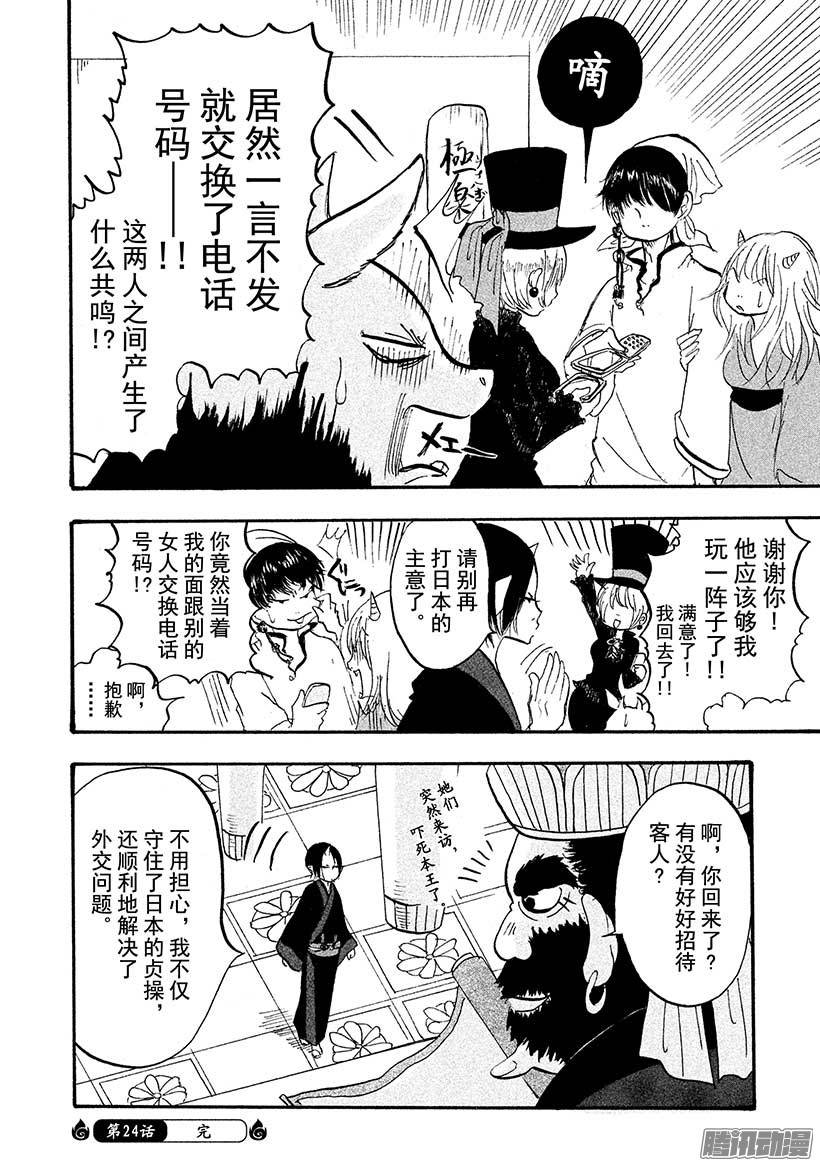 嘀
居然一言不发
就交换了电话
号码——!!
这两人之间产生了
什么共鸣!?
極
泉
谢谢你!
他应该够我
玩一阵子了!!
满意了!
我回去了!!
请别再
打日本的
主意了。
你竟然当着
我的面跟别的
女人交换电话
号码!?
啊,
抱歉
……
啊,你回来了?
有没有好好招待
客人?
她们
突然来访,
吓死本王了。
不用担心,我不仅
守住了日本的贞操,
还顺利地解决了
外交问题。
第24话 完
腾讯动漫